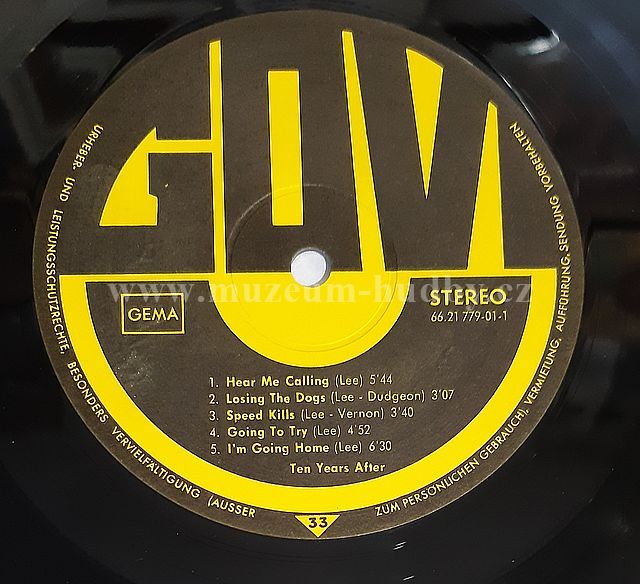 GOVI
www.muzeum-hudby.cz
GEMA
STEREO
66.21 779-01-1
1. Hear Me Calling (Lee) 5'44
2. Losing The Dogs (Lee - Dudgeon) 3'07
3. Speed Kills (Lee - Vernon) 3'40
4. Going To Try (Lee) 4'52
5. I'm Going Home (Lee) 6'30
Ten Years After
33
URHEBER- UND LEISTUNGSSCHUTZRECHTE, BESONDERS VERVIELFÄLTIGUNG (AUSSER ZUM PERSÖNLICHEN GEBRAUCH), VERMIETUNG, AUFFÜHRUNG, SENDUNG VORBEHALTEN